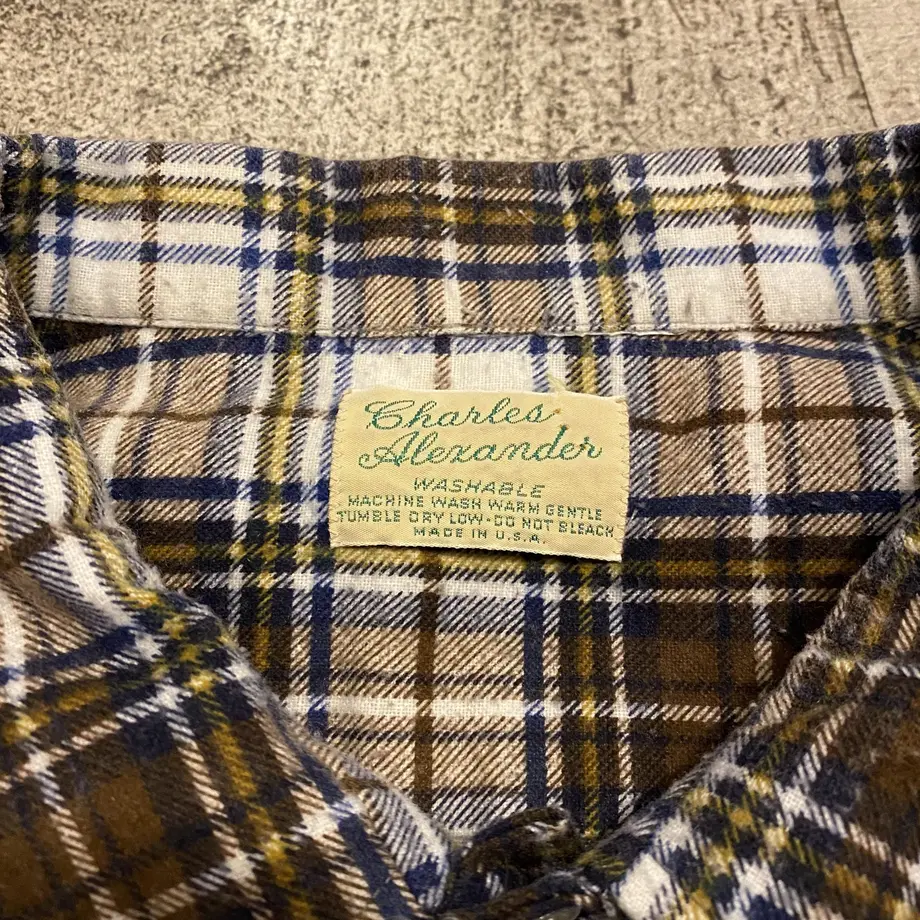 Charles
Alexander
WASHABLE
MACHINE WASH WARM GENTLE
TUMBLE DRY LOW-DO NOT BLEACH
MADE IN U.S.A.